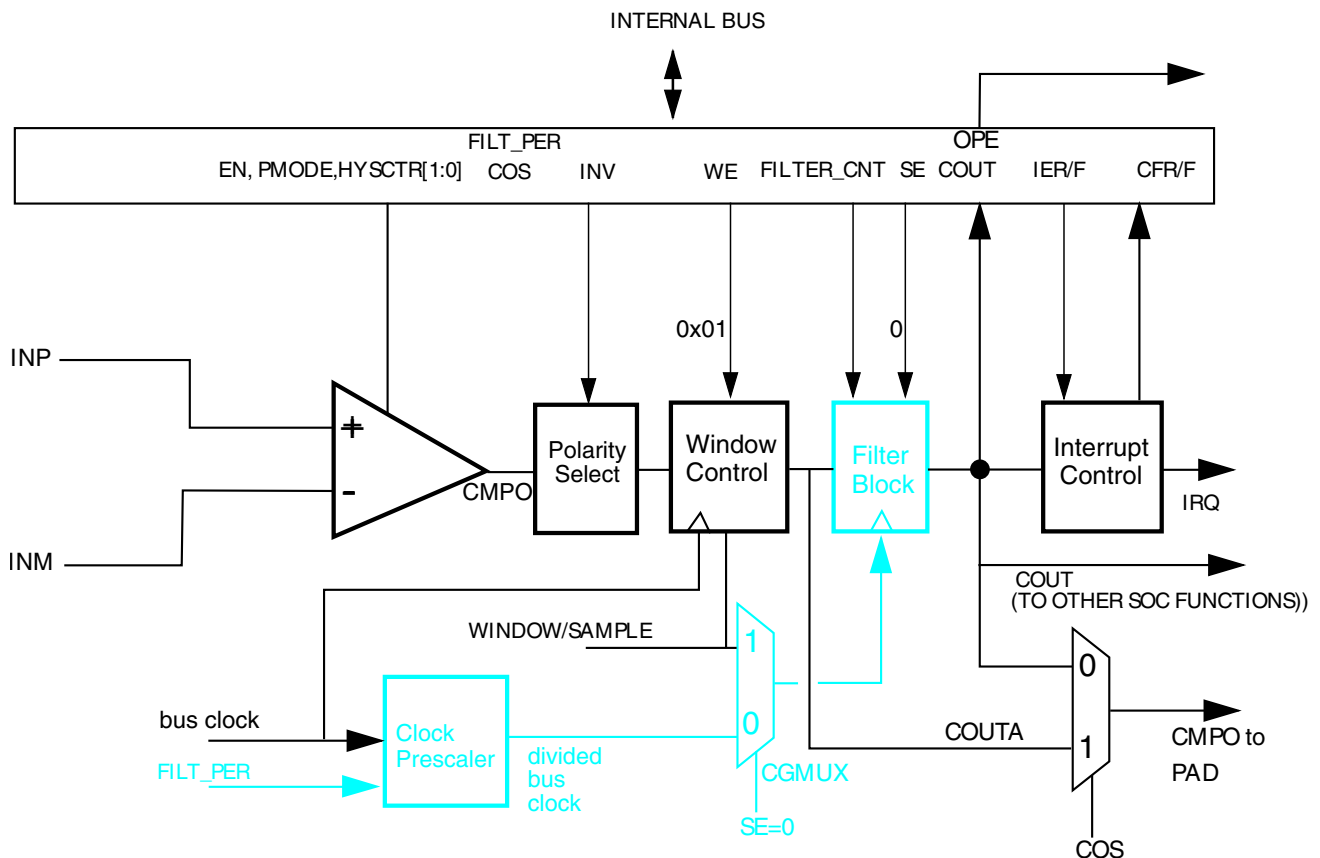 INTERNAL BUS
FILT_PER
OPE
EN, PMODE,HYSCTR[1:0]
COS
INV
WE
FILTER_CNT
SE
COUT
IER/F
CFR/F
0x01
0
INP
INM
+
-
CMPO
Polarity
Select
Window
Control
Filter
Block
Interrupt
Control
IRQ
COUT
(TO OTHER SOC FUNCTIONS))
WINDOW/SAMPLE
1
0
CGMUX
SE=0
bus clock
FILT_PER
Clock
Prescaler
divided
bus
clock
COUTA
0
1
CMPO to
PAD
COS